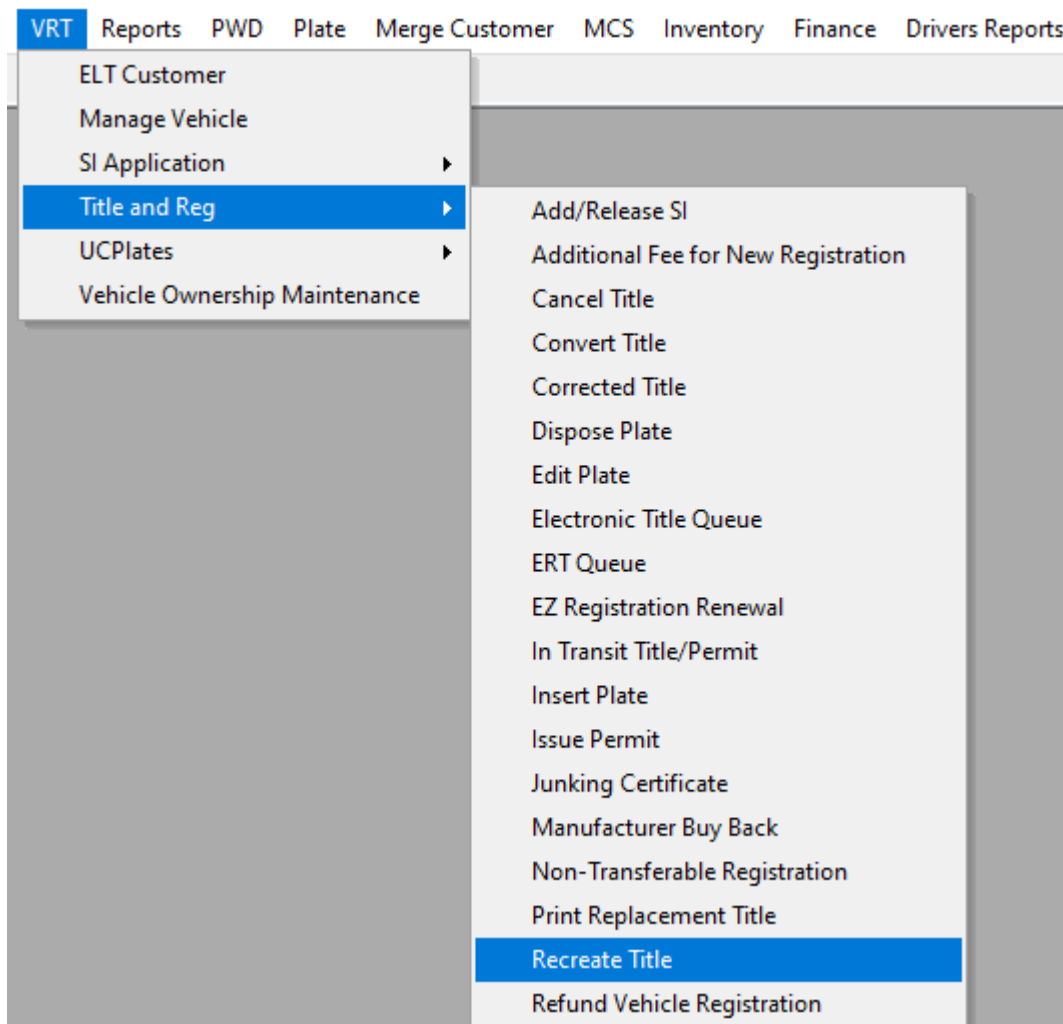 VRT Reports PWD Plate Merge Customer MCS Inventory Finance Drivers Reports
ELT Customer
Manage Vehicle
SI Application
Title and Reg
UCPlates
Vehicle Ownership Maintenance
Add/Release SI
Additional Fee for New Registration
Cancel Title
Convert Title
Corrected Title
Dispose Plate
Edit Plate
Electronic Title Queue
ERT Queue
EZ Registration Renewal
In Transit Title/Permit
Insert Plate
Issue Permit
Junking Certificate
Manufacturer Buy Back
Non-Transferable Registration
Print Replacement Title
Recreate Title
Refund Vehicle Registration